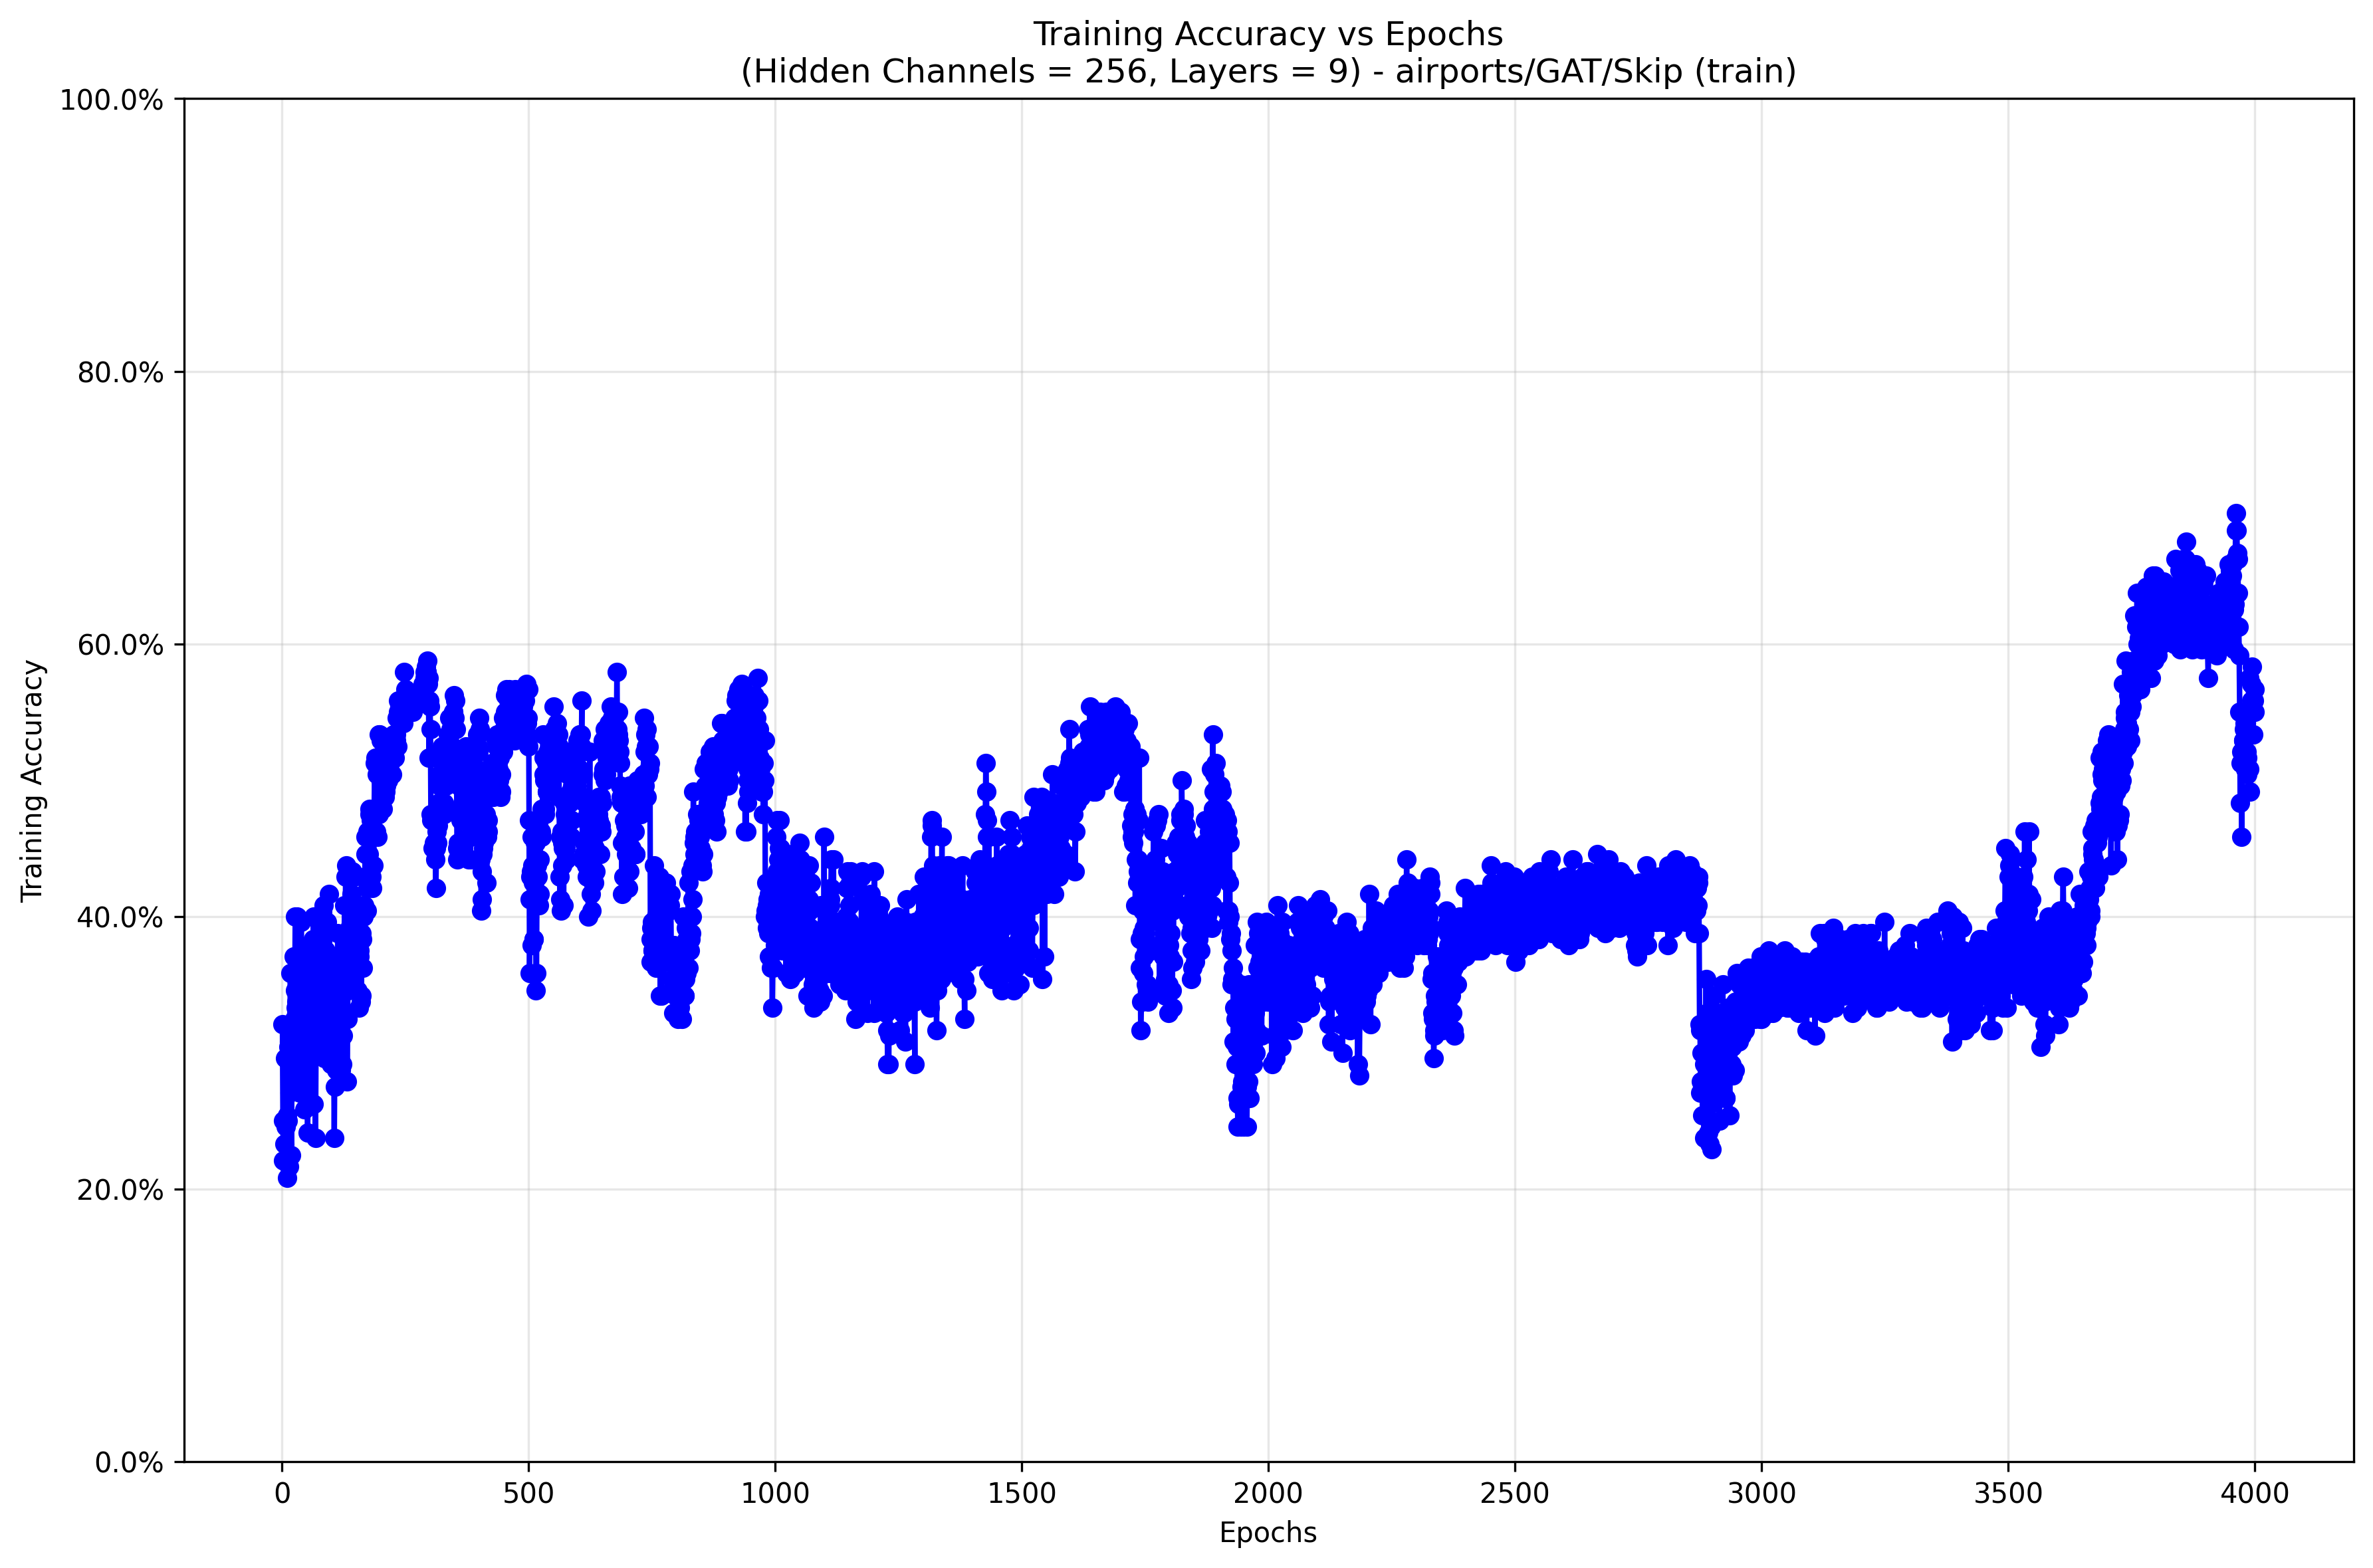 Training Accuracy vs Epochs
(Hidden Channels = 256, Layers = 9) - airports/GAT/Skip (train)
100.0%
80.0%
60.0%
40.0%
20.0%
0.0%
Training Accuracy
0 500 1000 1500 2000 2500 3000 3500 4000
Epochs